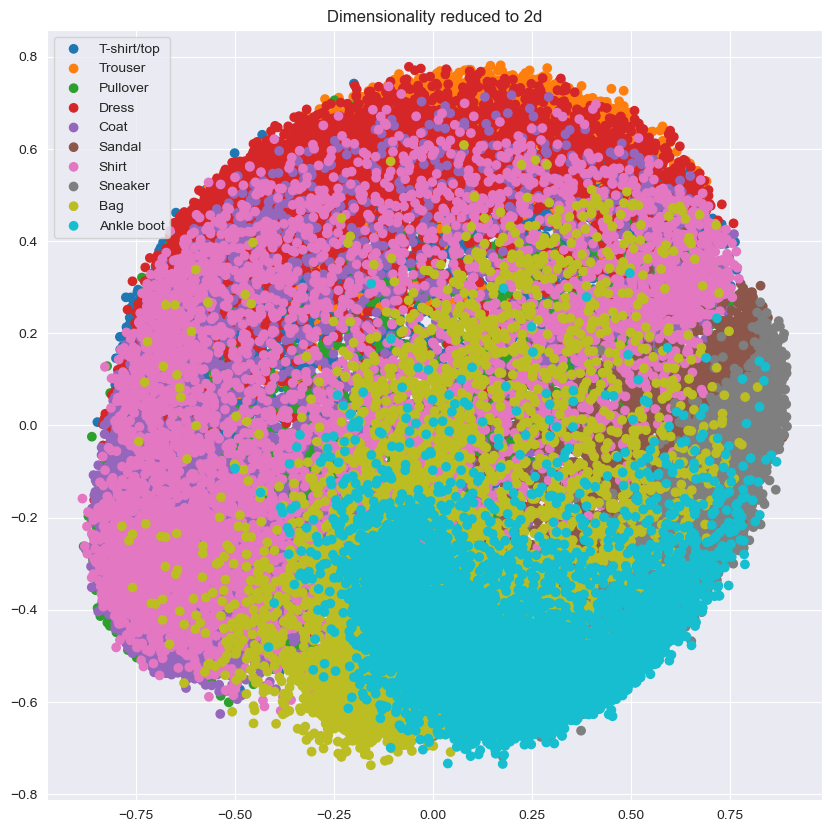 Dimensionality reduced to 2d
T-shirt/top
Trouser
Pullover
Dress
Coat
Sandal
Shirt
Sneaker
Bag
Ankle boot
0.8
0.6
0.4
0.2
0.0
−0.2
−0.4
−0.6
−0.8
−0.75 −0.50 −0.25 0.00 0.25 0.50 0.75